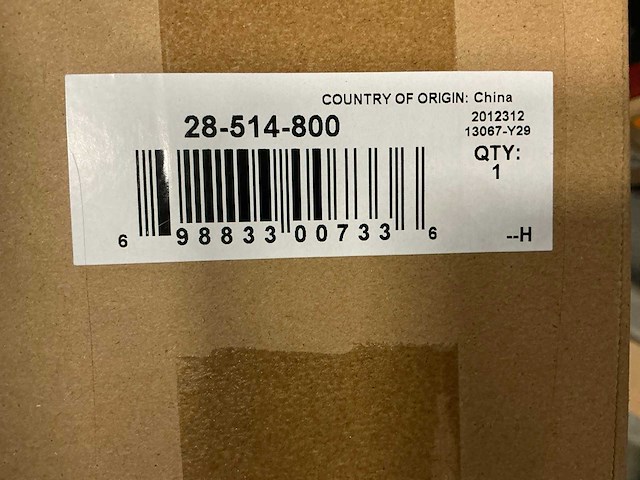 COUNTRY OF ORIGIN: China
28-514-800
2012312
13067-Y29
QTY:
1
6 98833 00733 6
--H